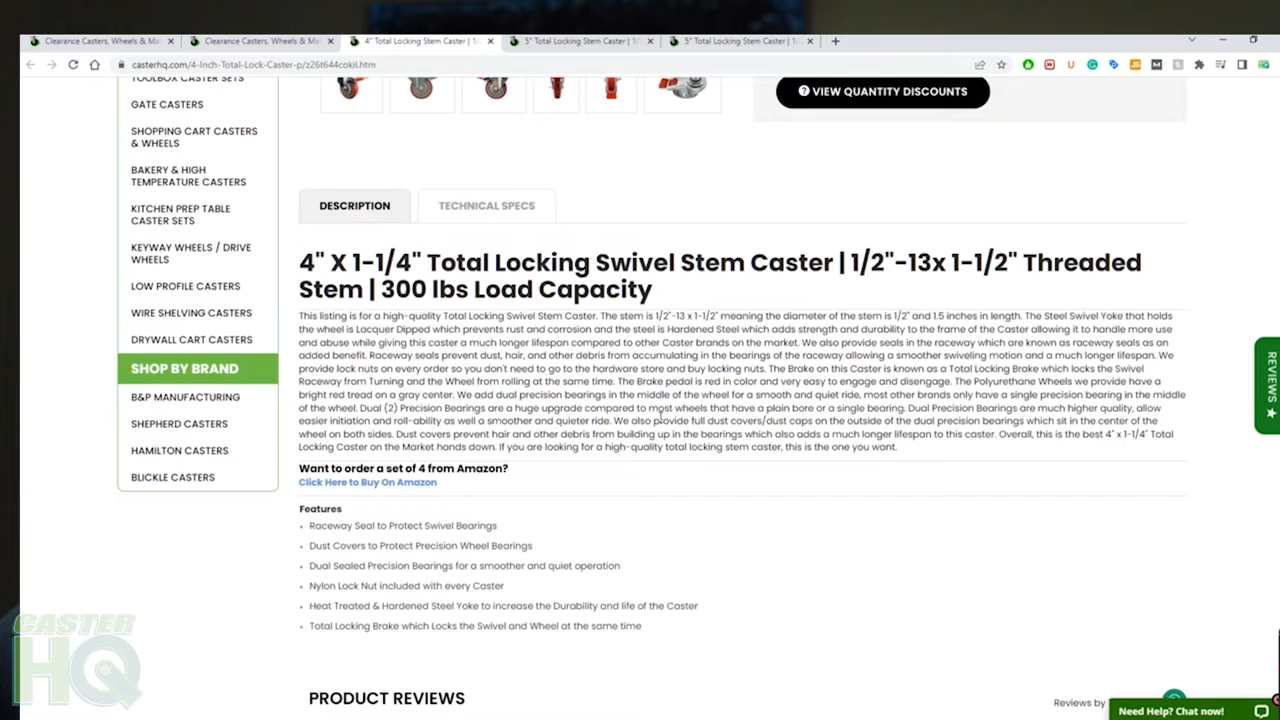 Clearance Casters, Wheels & Ma
Clearance Casters, Wheels & Ma
4" Total Locking Stem Caster | 1/
5" Total Locking Stem Caster | 1/
5" Total Locking Stem Caster | 1/
casterhq.com/4-Inch-Total-Lock-Caster-p/z26t644cokil.htm
TOOLBOX CASTER SETS
GATE CASTERS
SHOPPING CART CASTERS
& WHEELS
BAKERY & HIGH
TEMPERATURE CASTERS
KITCHEN PREP TABLE
CASTER SETS
KEYWAY WHEELS / DRIVE
WHEELS
LOW PROFILE CASTERS
WIRE SHELVING CASTERS
DRYWALL CART CASTERS
SHOP BY BRAND
B&P MANUFACTURING
SHEPHERD CASTERS
HAMILTON CASTERS
BLICKLE CASTERS
VIEW QUANTITY DISCOUNTS
DESCRIPTION
TECHNICAL SPECS
4" X 1-1/4" Total Locking Swivel Stem Caster | 1/2"-13x 1-1/2" Threaded
Stem | 300 lbs Load Capacity
This listing is for a high-quality Total Locking Swivel Stem Caster. The stem is 1/2"-13 x 1-1/2" meaning the diameter of the stem is 1/2" and 1.5 inches in length. The Steel Swivel Yoke that holds
the wheel is Lacquer Dipped which prevents rust and corrosion and the steel is Hardened Steel which adds strength and durability to the frame of the Caster allowing it to handle more use
and abuse while giving this caster a much longer lifespan compared to other Caster brands on the market. We also provide seals in the raceway which are known as raceway seals as an
added benefit. Raceway seals prevent dust, hair, and other debris from accumulating in the bearings of the raceway allowing a smoother swiveling motion and a much longer lifespan. We
provide lock nuts on every order so you don't need to go to the hardware store and buy locking nuts. The Brake on this Caster is known as a Total Locking Brake which locks the Swivel
Raceway from Turning and the Wheel from rolling at the same time. The Brake pedal is red in color and very easy to engage and disengage. The Polyurethane Wheels we provide have a
bright red tread on a gray center. We add dual precision bearings in the middle of the wheel for a smooth and quiet ride, most other brands only have a single precision bearing in the middle
of the wheel. Dual (2) Precision Bearings are a huge upgrade compared to most wheels that have a plain bore or a single bearing. Dual Precision Bearings are much higher quality, allow
easier initiation and roll-ability as well a smoother and quieter ride. We also provide full dust covers/dust caps on the outside of the dual precision bearings which sit in the center of the
wheel on both sides. Dust covers prevent hair and other debris from building up in the bearings which also adds a much longer lifespan to this caster. Overall, this is the best 4" x 1-1/4" Total
Locking Caster on the Market hands down. If you are looking for a high-quality total locking stem caster, this is the one you want.
Want to order a set of 4 from Amazon?
Click Here to Buy On Amazon
Features
Raceway Seal to Protect Swivel Bearings
Dust Covers to Protect Precision Wheel Bearings
Dual Sealed Precision Bearings for a smoother and quiet operation
Nylon Lock Nut included with every Caster
Heat Treated & Hardened Steel Yoke to increase the Durability and life of the Caster
Total Locking Brake which Locks the Swivel and Wheel at the same time
PRODUCT REVIEWS
Reviews by
REVIEWS
Need Help? Chat now!
CASTER
HQ